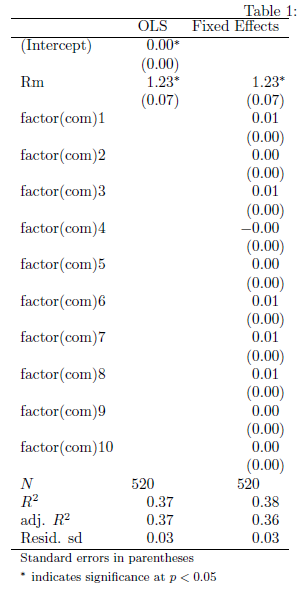 Table 1:
OLS Fixed Effects
(Intercept) 0.00*
(0.00)
Rm 1.23* 1.23*
(0.07) (0.07)
factor(com)1 0.01
(0.00)
factor(com)2 0.00
(0.00)
factor(com)3 0.01
(0.00)
factor(com)4 −0.00
(0.00)
factor(com)5 0.00
(0.00)
factor(com)6 0.01
(0.00)
factor(com)7 0.01
(0.00)
factor(com)8 0.01
(0.00)
factor(com)9 0.00
(0.00)
factor(com)10 0.00
(0.00)
N 520 520
R² 0.37 0.38
adj. R² 0.37 0.36
Resid. sd 0.03 0.03
Standard errors in parentheses
* indicates significance at p < 0.05